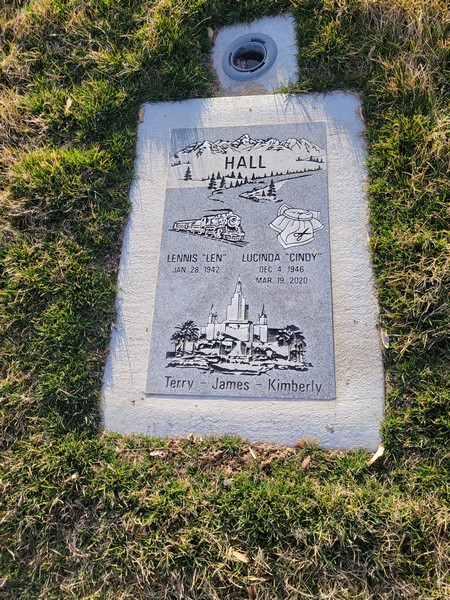 HALL
LENNIS "LEN" LUCINDA "CINDY"
JAN. 28, 1942 DEC. 4, 1946
MAR. 19, 2020
Terry - James - Kimberly